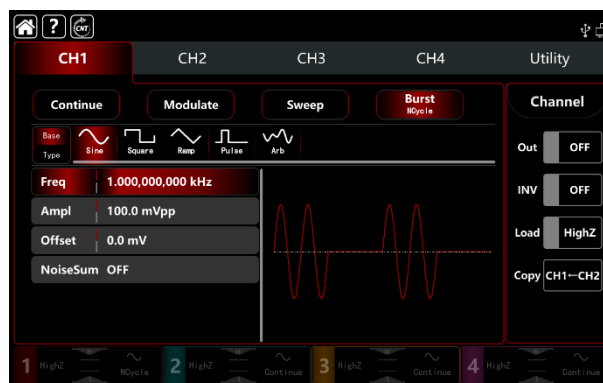 ? CNT
CH1 CH2 CH3 CH4 Utility
Continue Modulate Sweep Burst NCycle Channel
Base Type Sine Square Ramp Pulse Arb
Out OFF
Freq 1.000,000,000 kHz
INV OFF
Ampl 100.0 mVpp
Offset 0.0 mV
Load HighZ
NoiseSum OFF
Copy CH1←CH2
1 HighZ NCycle 2 HighZ Continue 3 HighZ Continue 4 HighZ Continue